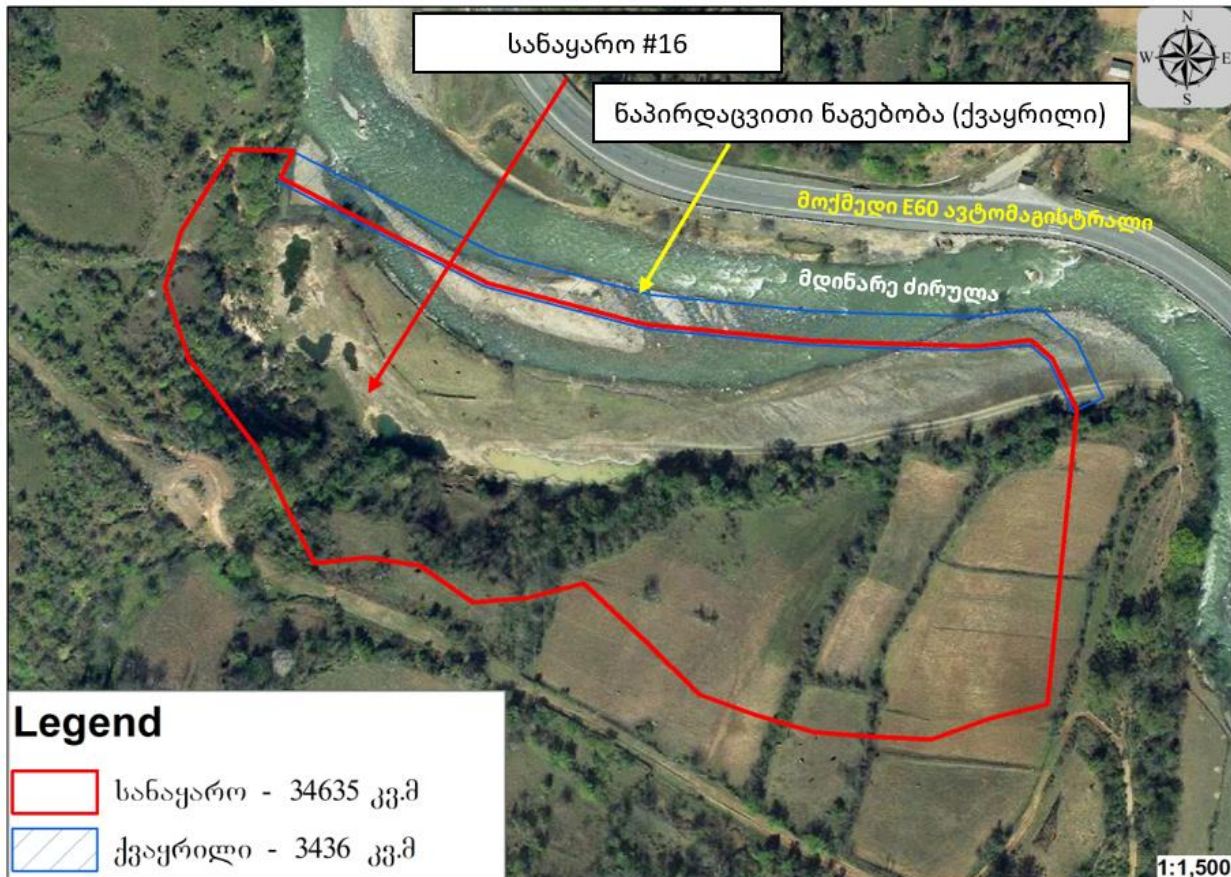 სანაყარო #16
N
W E
S
ნაპირდაცვითი ნაგებობა (ქვაყრილი)
მოქმედი E60 ავტომაგისტრალი
მდინარე ძირულა
Legend
სანაყარო - 34635 კვ.მ
ქვაყრილი - 3436 კვ.მ
1:1,500